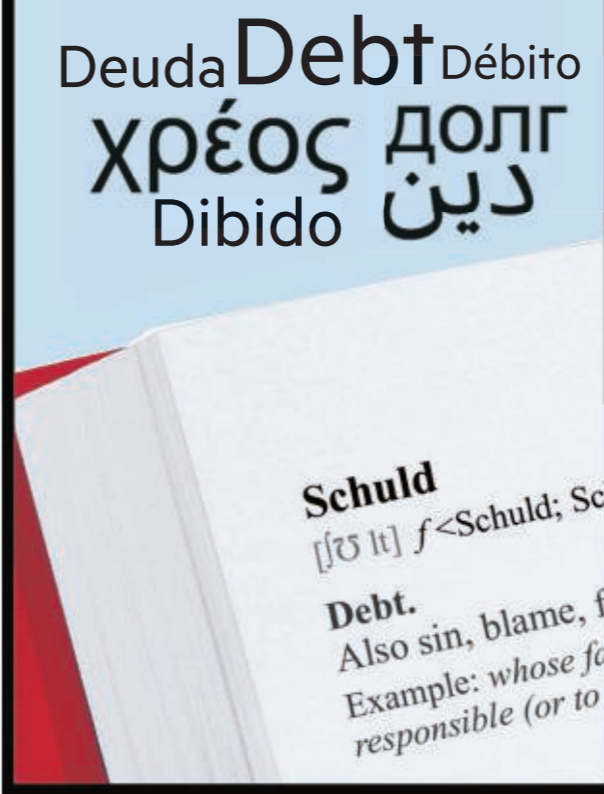 Deuda Debt Débito
χρέος долг
Dibido دين
Schuld
[ʃʊ lt] f <Schuld; Sc
Debt.
Also sin, blame, f
Example: whose fa
responsible (or to